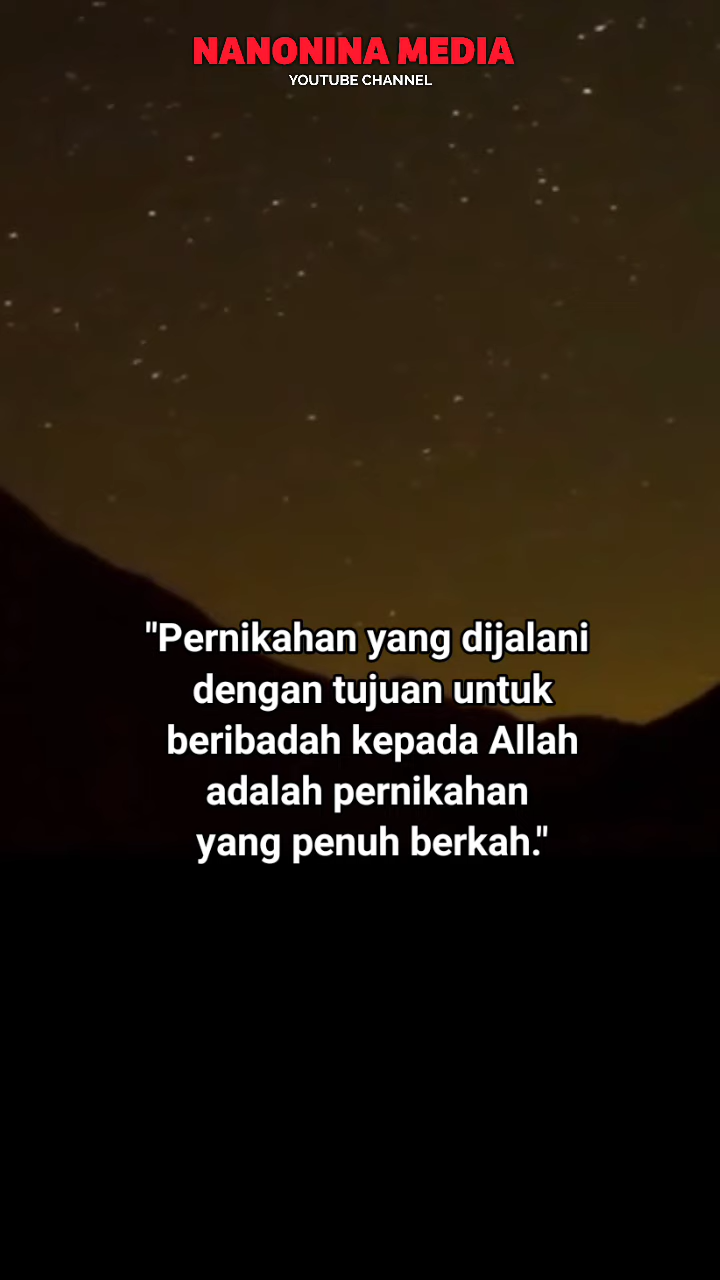 NANONINA MEDIA
YOUTUBE CHANNEL
"Pernikahan yang dijalani
dengan tujuan untuk
beribadah kepada Allah
adalah pernikahan
yang penuh berkah."